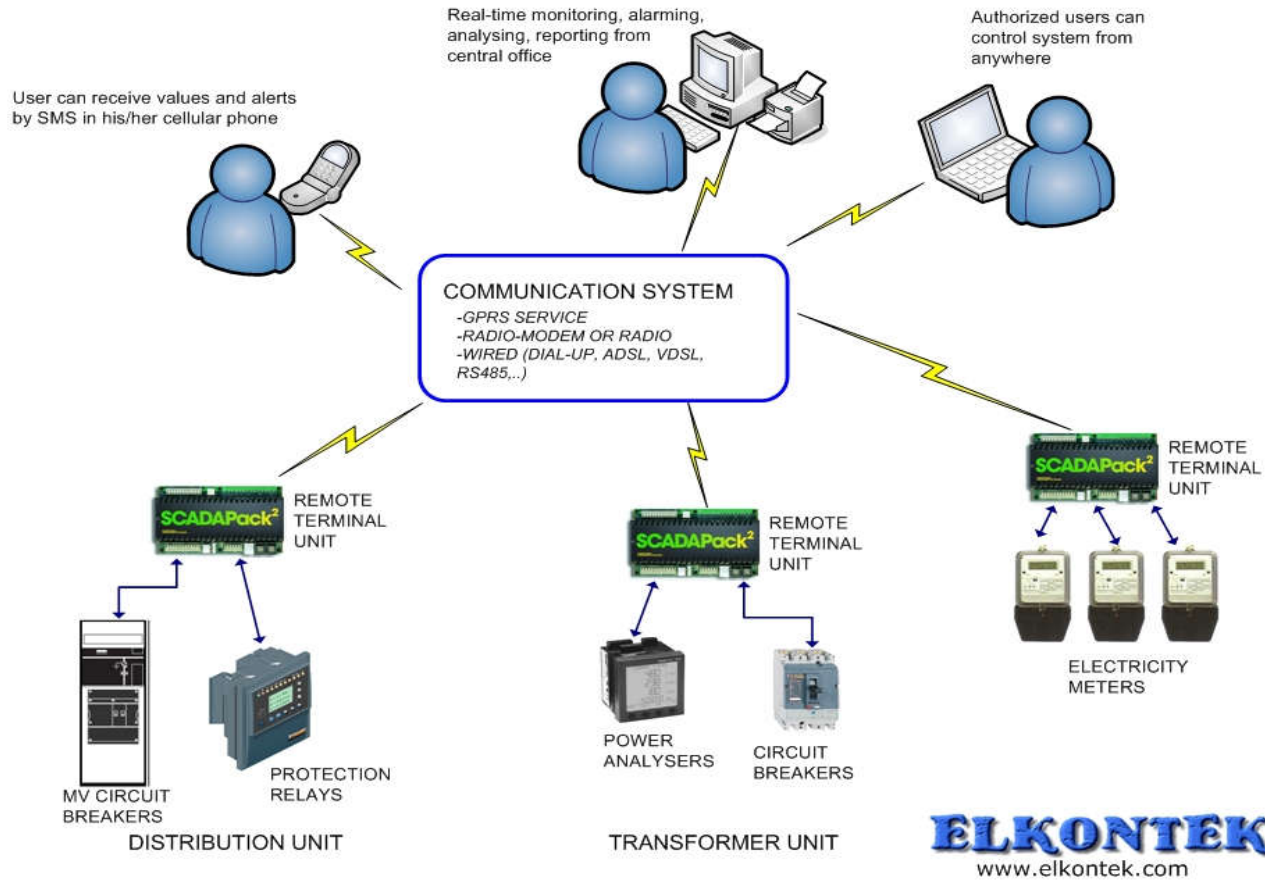 Real-time monitoring, alarming,
analysing, reporting from
central office
Authorized users can
control system from
anywhere
User can receive values and alerts
by SMS in his/her cellular phone
COMMUNICATION SYSTEM
-GPRS SERVICE
-RADIO-MODEM OR RADIO
-WIRED (DIAL-UP, ADSL, VDSL,
RS485,..)
SCADAPack²
REMOTE
TERMINAL
UNIT
SCADAPack²
REMOTE
TERMINAL
UNIT
SCADAPack²
REMOTE
TERMINAL
UNIT
MV CIRCUIT
BREAKERS
PROTECTION
RELAYS
DISTRIBUTION UNIT
POWER
ANALYSERS
CIRCUIT
BREAKERS
TRANSFORMER UNIT
ELECTRICITY
METERS
ELKONTEK
www.elkontek.com